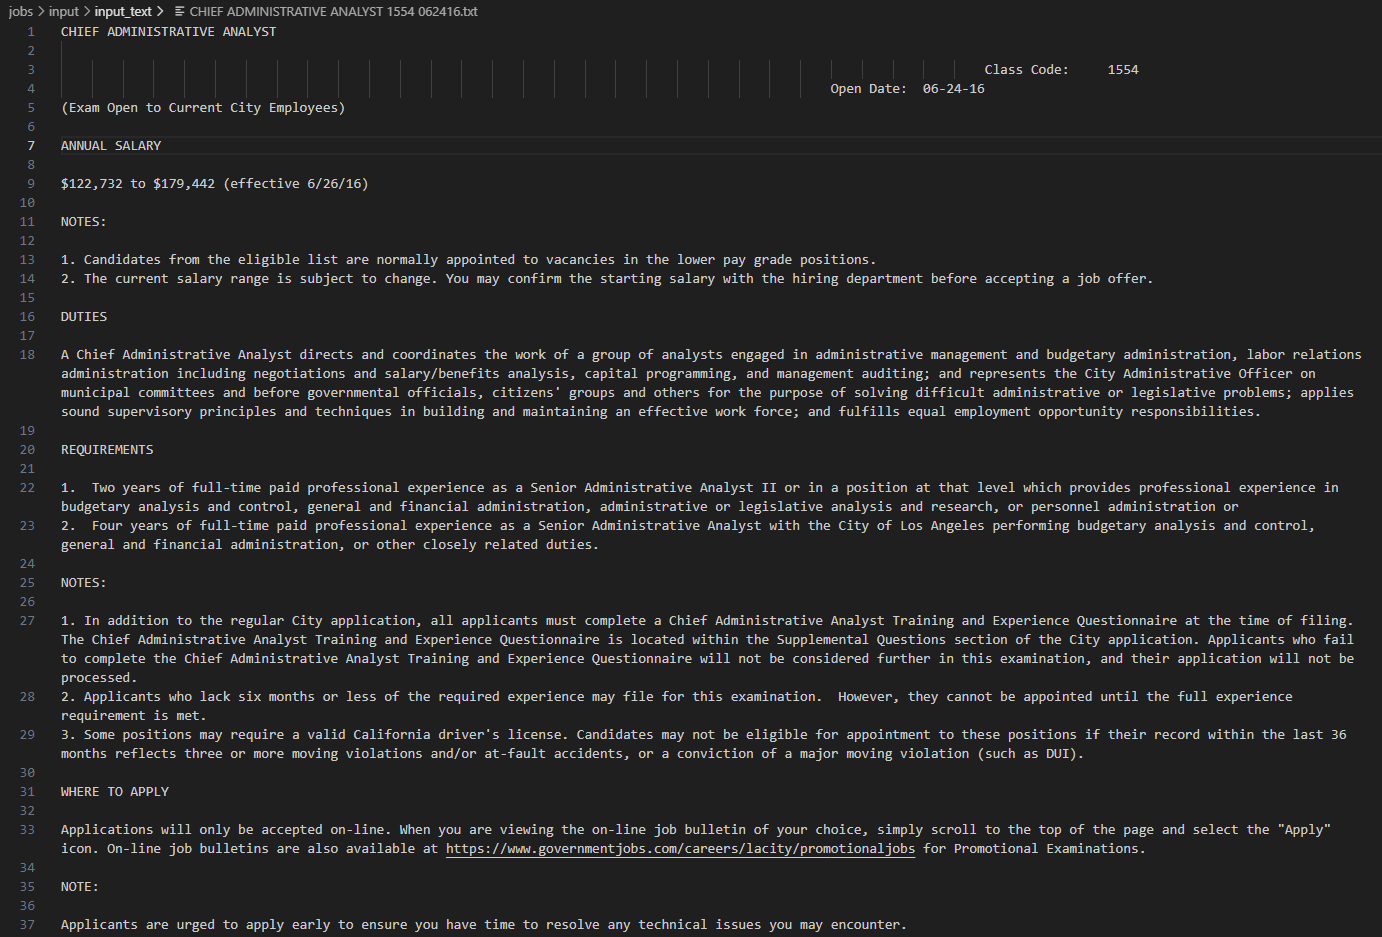 jobs > input > input_text > CHIEF ADMINISTRATIVE ANALYST 1554 062416.txt
1 CHIEF ADMINISTRATIVE ANALYST
2
3 Class Code: 1554
4 Open Date: 06-24-16
5 (Exam Open to Current City Employees)
6
7 ANNUAL SALARY
8
9 $122,732 to $179,442 (effective 6/26/16)
10
11 NOTES:
12
13 1. Candidates from the eligible list are normally appointed to vacancies in the lower pay grade positions.
14 2. The current salary range is subject to change. You may confirm the starting salary with the hiring department before accepting a job offer.
15
16 DUTIES
17
18 A Chief Administrative Analyst directs and coordinates the work of a group of analysts engaged in administrative management and budgetary administration, labor relations
administration including negotiations and salary/benefits analysis, capital programming, and management auditing; and represents the City Administrative Officer on
municipal committees and before governmental officials, citizens' groups and others for the purpose of solving difficult administrative or legislative problems; applies
sound supervisory principles and techniques in building and maintaining an effective work force; and fulfills equal employment opportunity responsibilities.
19
20 REQUIREMENTS
21
22 1. Two years of full-time paid professional experience as a Senior Administrative Analyst II or in a position at that level which provides professional experience in
budgetary analysis and control, general and financial administration, administrative or legislative analysis and research, or personnel administration or
23 2. Four years of full-time paid professional experience as a Senior Administrative Analyst with the City of Los Angeles performing budgetary analysis and control,
general and financial administration, or other closely related duties.
24
25 NOTES:
26
27 1. In addition to the regular City application, all applicants must complete a Chief Administrative Analyst Training and Experience Questionnaire at the time of filing.
The Chief Administrative Analyst Training and Experience Questionnaire is located within the Supplemental Questions section of the City application. Applicants who fail
to complete the Chief Administrative Analyst Training and Experience Questionnaire will not be considered further in this examination, and their application will not be
processed.
28 2. Applicants who lack six months or less of the required experience may file for this examination. However, they cannot be appointed until the full experience
requirement is met.
29 3. Some positions may require a valid California driver's license. Candidates may not be eligible for appointment to these positions if their record within the last 36
months reflects three or more moving violations and/or at-fault accidents, or a conviction of a major moving violation (such as DUI).
30
31 WHERE TO APPLY
32
33 Applications will only be accepted on-line. When you are viewing the on-line job bulletin of your choice, simply scroll to the top of the page and select the "Apply"
icon. On-line job bulletins are also available at https://www.governmentjobs.com/careers/lacity/promotionaljobs for Promotional Examinations.
34
35 NOTE:
36
37 Applicants are urged to apply early to ensure you have time to resolve any technical issues you may encounter.